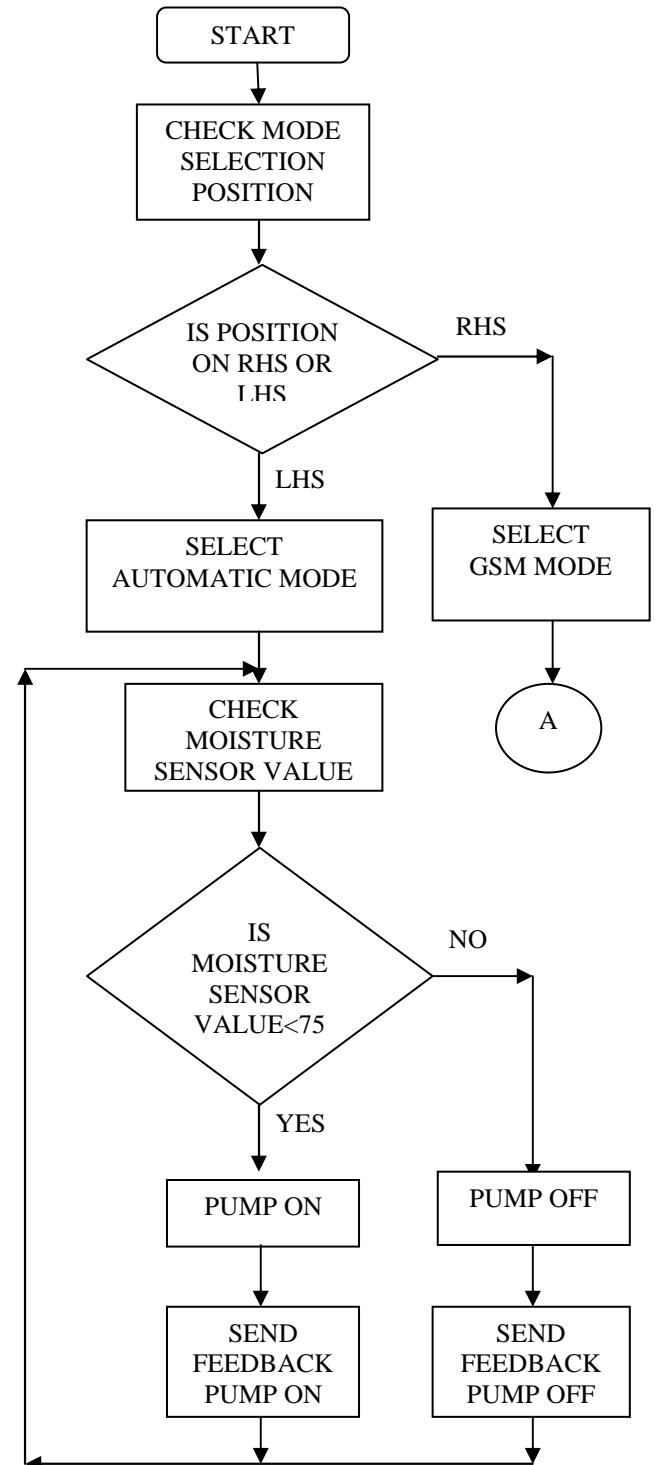 START
CHECK MODE
SELECTION
POSITION
IS POSITION
ON RHS OR
LHS
RHS
LHS
SELECT
AUTOMATIC MODE
SELECT
GSM MODE
CHECK
MOISTURE
SENSOR VALUE
A
IS
MOISTURE
SENSOR
VALUE<75
NO
YES
PUMP ON
PUMP OFF
SEND
FEEDBACK
PUMP ON
SEND
FEEDBACK
PUMP OFF